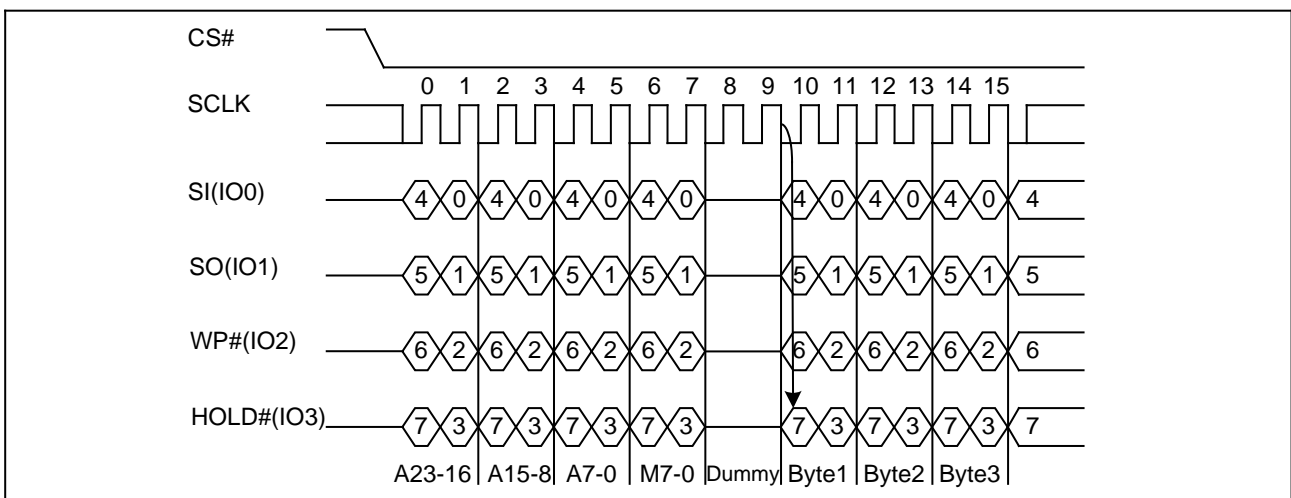 CS#
0 1 2 3 4 5 6 7 8 9 10 11 12 13 14 15
SCLK
SI(IO0) 4 0 4 0 4 0 4 0 4 0 4 0 4 0 4
SO(IO1) 5 1 5 1 5 1 5 1 5 1 5 1 5 1 5
WP#(IO2) 6 2 6 2 6 2 6 2 6 2 6 2 6 2 6
HOLD#(IO3) 7 3 7 3 7 3 7 3 7 3 7 3 7 3 7
A23-16 A15-8 A7-0 M7-0 Dummy Byte1 Byte2 Byte3